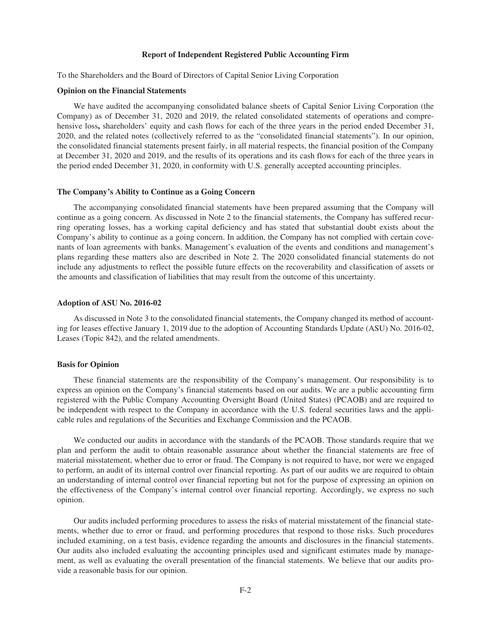 Report of Independent Registered Public Accounting Firm
To the Shareholders and the Board of Directors of Capital Senior Living Corporation
Opinion on the Financial Statements
We have audited the accompanying consolidated balance sheets of Capital Senior Living Corporation (the
Company) as of December 31, 2020 and 2019, the related consolidated statements of operations and compre-
hensive loss, shareholders' equity and cash flows for each of the three years in the period ended December 31,
2020, and the related notes (collectively referred to as the "consolidated financial statements"). In our opinion,
the consolidated financial statements present fairly, in all material respects, the financial position of the Company
at December 31, 2020 and 2019, and the results of its operations and its cash flows for each of the three years in
the period ended December 31, 2020, in conformity with U.S. generally accepted accounting principles.
The Company's Ability to Continue as a Going Concern
The accompanying consolidated financial statements have been prepared assuming that the Company will
continue as a going concern. As discussed in Note 2 to the financial statements, the Company has suffered recur-
ring operating losses, has a working capital deficiency and has stated that substantial doubt exists about the
Company's ability to continue as a going concern. In addition, the Company has not complied with certain cove-
nants of loan agreements with banks. Management's evaluation of the events and conditions and management's
plans regarding these matters also are described in Note 2. The 2020 consolidated financial statements do not
include any adjustments to reflect the possible future effects on the recoverability and classification of assets or
the amounts and classification of liabilities that may result from the outcome of this uncertainty.
Adoption of ASU No. 2016-02
As discussed in Note 3 to the consolidated financial statements, the Company changed its method of account-
ing for leases effective January 1, 2019 due to the adoption of Accounting Standards Update (ASU) No. 2016-02,
Leases (Topic 842), and the related amendments.
Basis for Opinion
These financial statements are the responsibility of the Company's management. Our responsibility is to
express an opinion on the Company's financial statements based on our audits. We are a public accounting firm
registered with the Public Company Accounting Oversight Board (United States) (PCAOB) and are required to
be independent with respect to the Company in accordance with the U.S. federal securities laws and the appli-
cable rules and regulations of the Securities and Exchange Commission and the PCAOB.
We conducted our audits in accordance with the standards of the PCAOB. Those standards require that we
plan and perform the audit to obtain reasonable assurance about whether the financial statements are free of
material misstatement, whether due to error or fraud. The Company is not required to have, nor were we engaged
to perform, an audit of its internal control over financial reporting. As part of our audits we are required to obtain
an understanding of internal control over financial reporting but not for the purpose of expressing an opinion on
the effectiveness of the Company's internal control over financial reporting. Accordingly, we express no such
opinion.
Our audits included performing procedures to assess the risks of material misstatement of the financial state-
ments, whether due to error or fraud, and performing procedures that respond to those risks. Such procedures
included examining, on a test basis, evidence regarding the amounts and disclosures in the financial statements.
Our audits also included evaluating the accounting principles used and significant estimates made by manage-
ment, as well as evaluating the overall presentation of the financial statements. We believe that our audits pro-
vide a reasonable basis for our opinion.
F-2